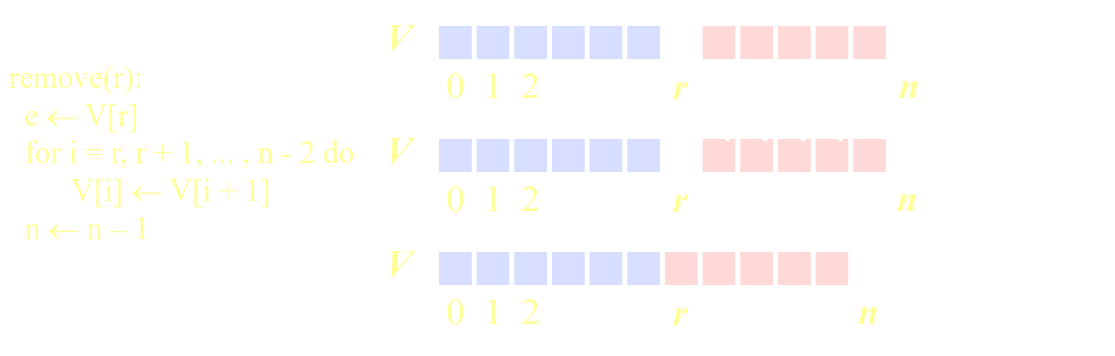 remove(r):
e ← V[r]
for i = r, r + 1, ... , n - 2 do
V[i] ← V[i + 1]
n ← n – 1
V
0 1 2 r n
V
0 1 2 r n
V
0 1 2 r n